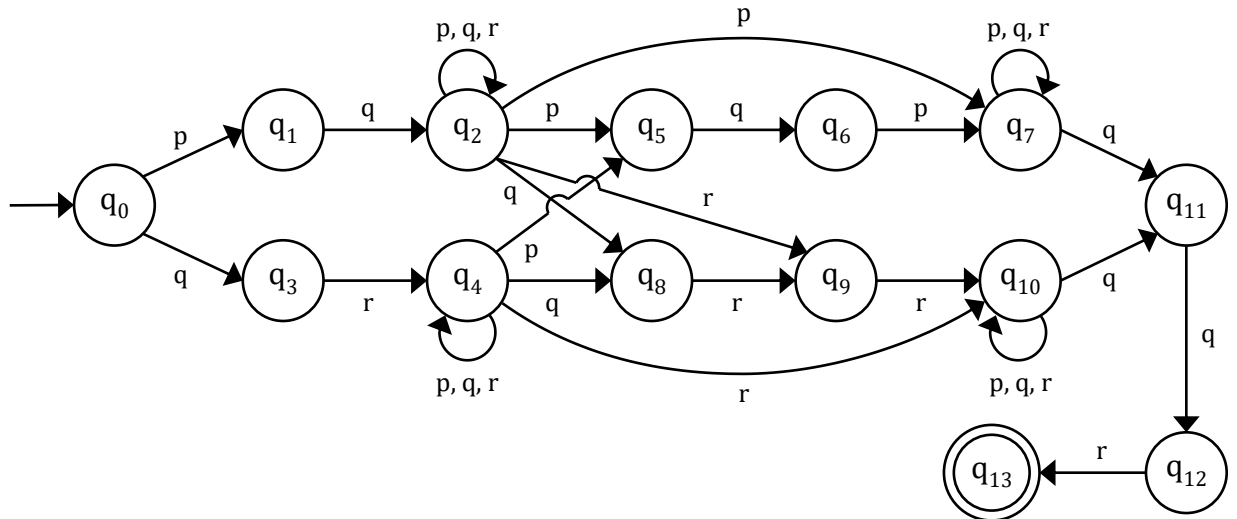 p
p, q, r
p, q, r
q₁
q
q₂
p
q₅
q
q₆
p
q₇
p
q
q₀
q₁₁
q
r
p
q
q₃
r
q₄
q
q₈
r
q₉
r
q₁₀
q
q
p, q, r
r
p, q, r
q₁₃
r
q₁₂